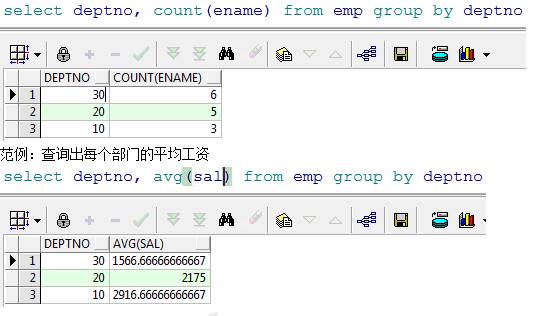 select deptno, count(ename) from emp group by deptno
DEPTNO COUNT(ENAME)
1 30 6
2 20 5
3 10 3
范例：查询出每个部门的平均工资
select deptno, avg(sal) from emp group by deptno
DEPTNO AVG(SAL)
1 30 1566.66666666667
2 20 2175
3 10 2916.66666666667